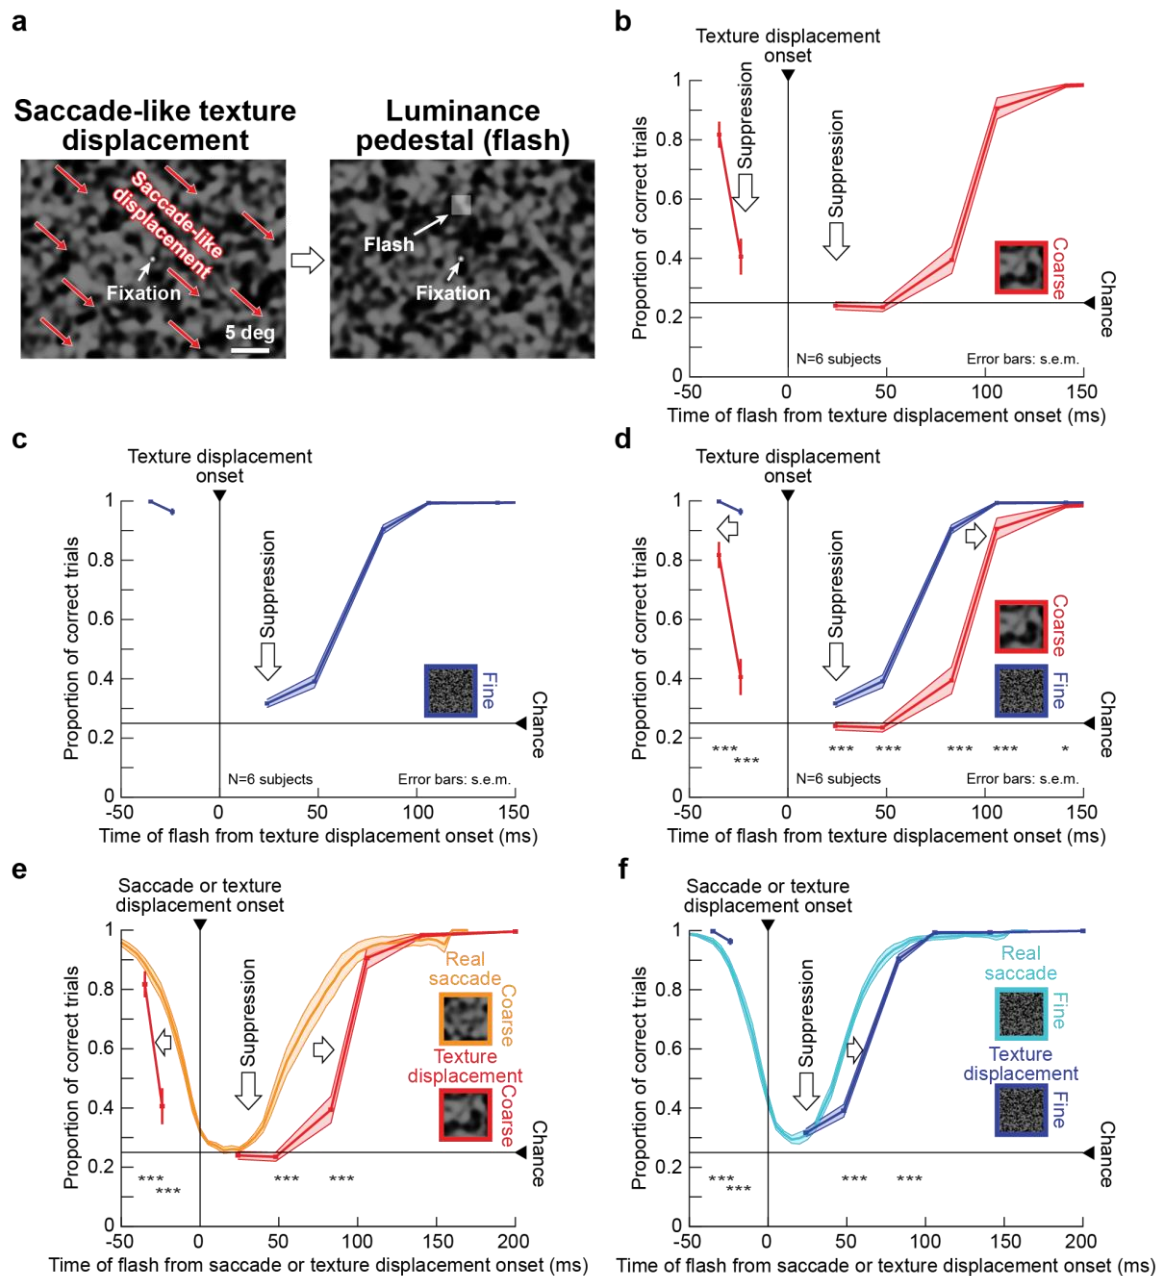 a
Saccade-like texture
displacement
Saccade-like
displacement
Fixation
5 deg
Luminance
pedestal (flash)
Flash
Fixation
b
Texture displacement
onset
Proportion of correct trials
1
0.8
0.6
0.4
0.2
0
Suppression
Suppression
Coarse
Chance
N=6 subjects
Error bars: s.e.m.
-50
0
50
100
150
Time of flash from texture displacement onset (ms)
c
Texture displacement
onset
Proportion of correct trials
1
0.8
0.6
0.4
0.2
0
Suppression
Fine
Chance
N=6 subjects
Error bars: s.e.m.
-50
0
50
100
150
Time of flash from texture displacement onset (ms)
d
Texture displacement
onset
Proportion of correct trials
1
0.8
0.6
0.4
0.2
0
Suppression
Coarse
Fine
Chance
***
***
***
***
***
***
*
N=6 subjects
Error bars: s.e.m.
-50
0
50
100
150
Time of flash from texture displacement onset (ms)
e
Saccade or texture
displacement onset
Proportion of correct trials
1
0.8
0.6
0.4
0.2
0
Suppression
Real
saccade
Coarse
Texture
displacement
Coarse
Chance
***
***
***
***
-50
0
50
100
150
200
Time of flash from saccade or texture displacement onset (ms)
f
Saccade or texture
displacement onset
Proportion of correct trials
1
0.8
0.6
0.4
0.2
0
Suppression
Real
saccade
Fine
Texture
displacement
Fine
Chance
***
***
***
***
-50
0
50
100
150
200
Time of flash from saccade or texture displacement onset (ms)